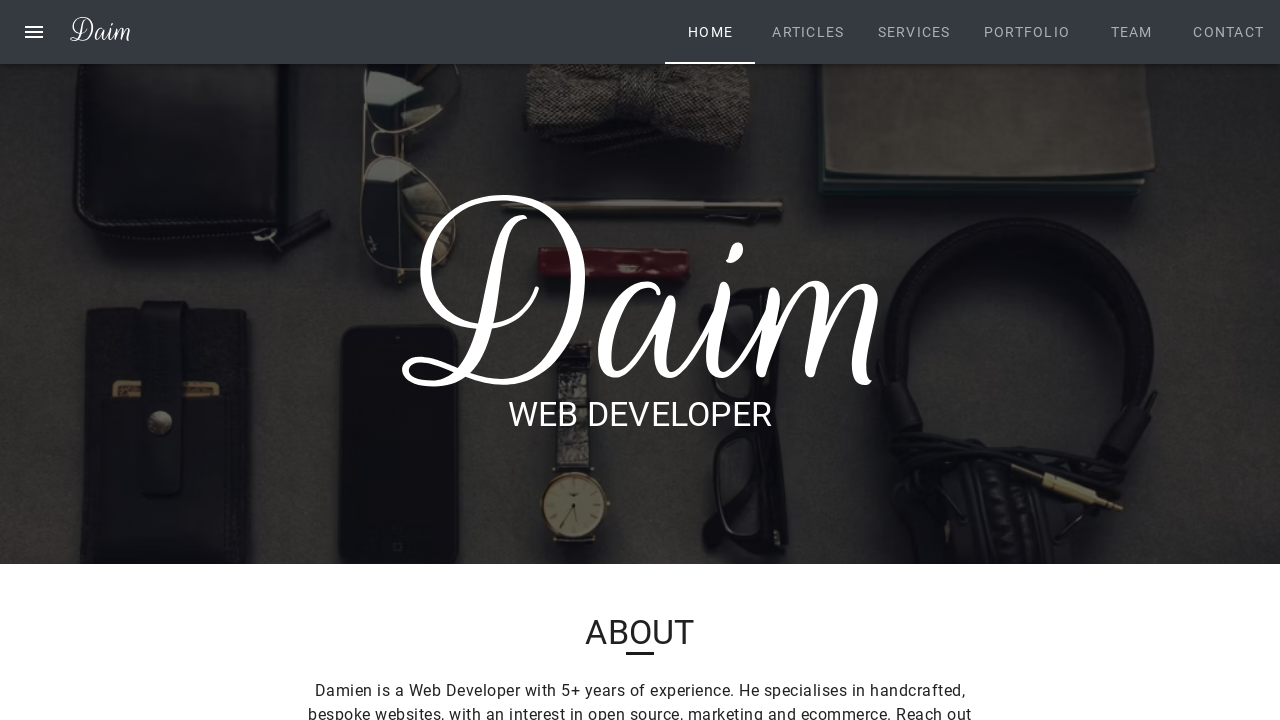 Daim
HOME ARTICLES SERVICES PORTFOLIO TEAM CONTACT
Daim
WEB DEVELOPER
ABOUT
Damien is a Web Developer with 5+ years of experience. He specialises in handcrafted,
bespoke websites, with an interest in open source, marketing and ecommerce. Reach out